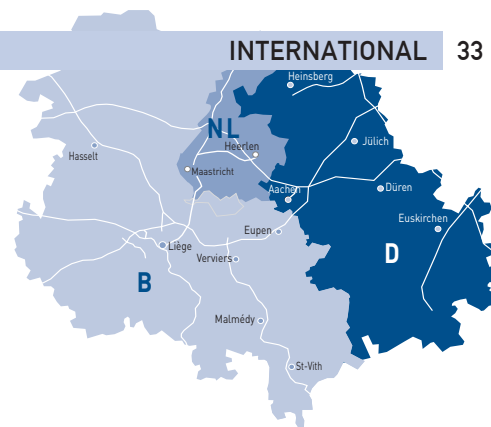 INTERNATIONAL 33
Heinsberg
NL
Heerlen
Jülich
Hasselt
Maastricht
Aachen
Düren
Euskirchen
Eupen
Liège
Verviers
D
B
Malmédy
St-Vith